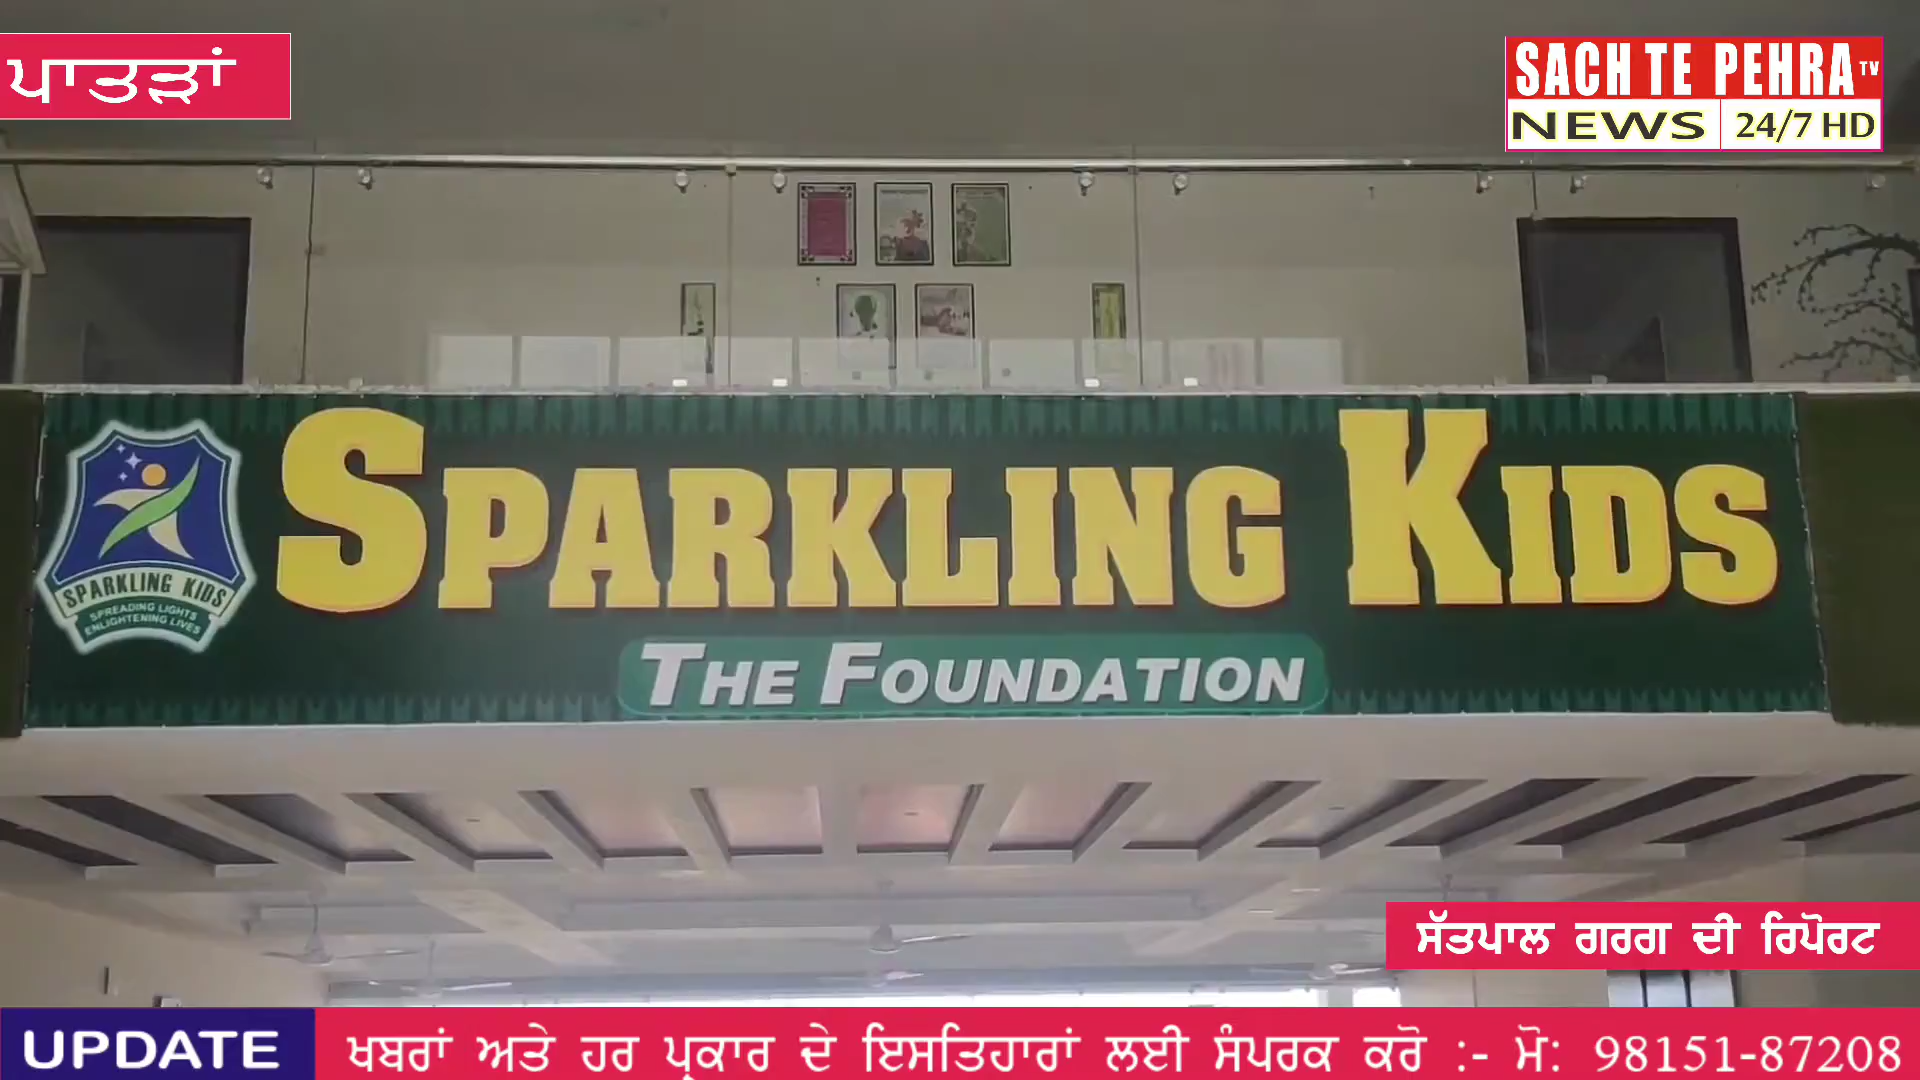 ਪਾਤੜਾਂ
SACH TE PEHRA TV
NEWS 24/7 HD
SPARKLING KIDS
THE FOUNDATION
SPARKLING KIDS
SPREADING LIGHTS
ENLIGHTENING LIVES
ਸੱਤਪਾਲ ਗਰਗ ਦੀ ਰਿਪੋਰਟ
UPDATE ਖਬਰਾਂ ਅਤੇ ਹਰ ਪ੍ਰਕਾਰ ਦੇ ਇਸਤਿਹਾਰਾਂ ਲਈ ਸੰਪਰਕ ਕਰੋ :- ਮੋ: 98151-87208